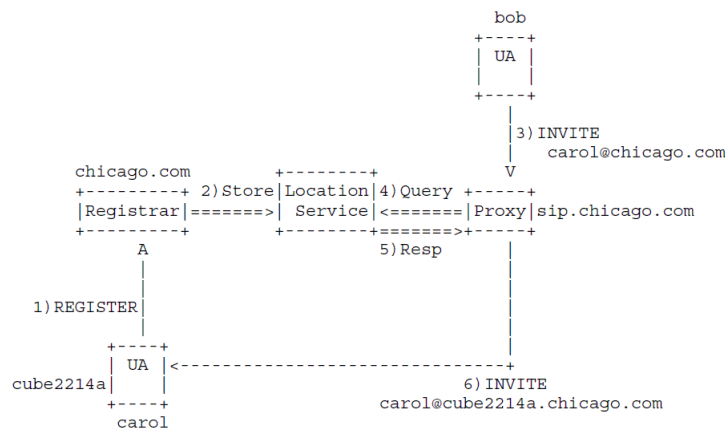 bob
UA
3)INVITE
carol@chicago.com
chicago.com
2)Store
Location
4)Query
Registrar
Service
Proxy
sip.chicago.com
5)Resp
1)REGISTER
UA
cube2214a
6)INVITE
carol@cube2214a.chicago.com
carol